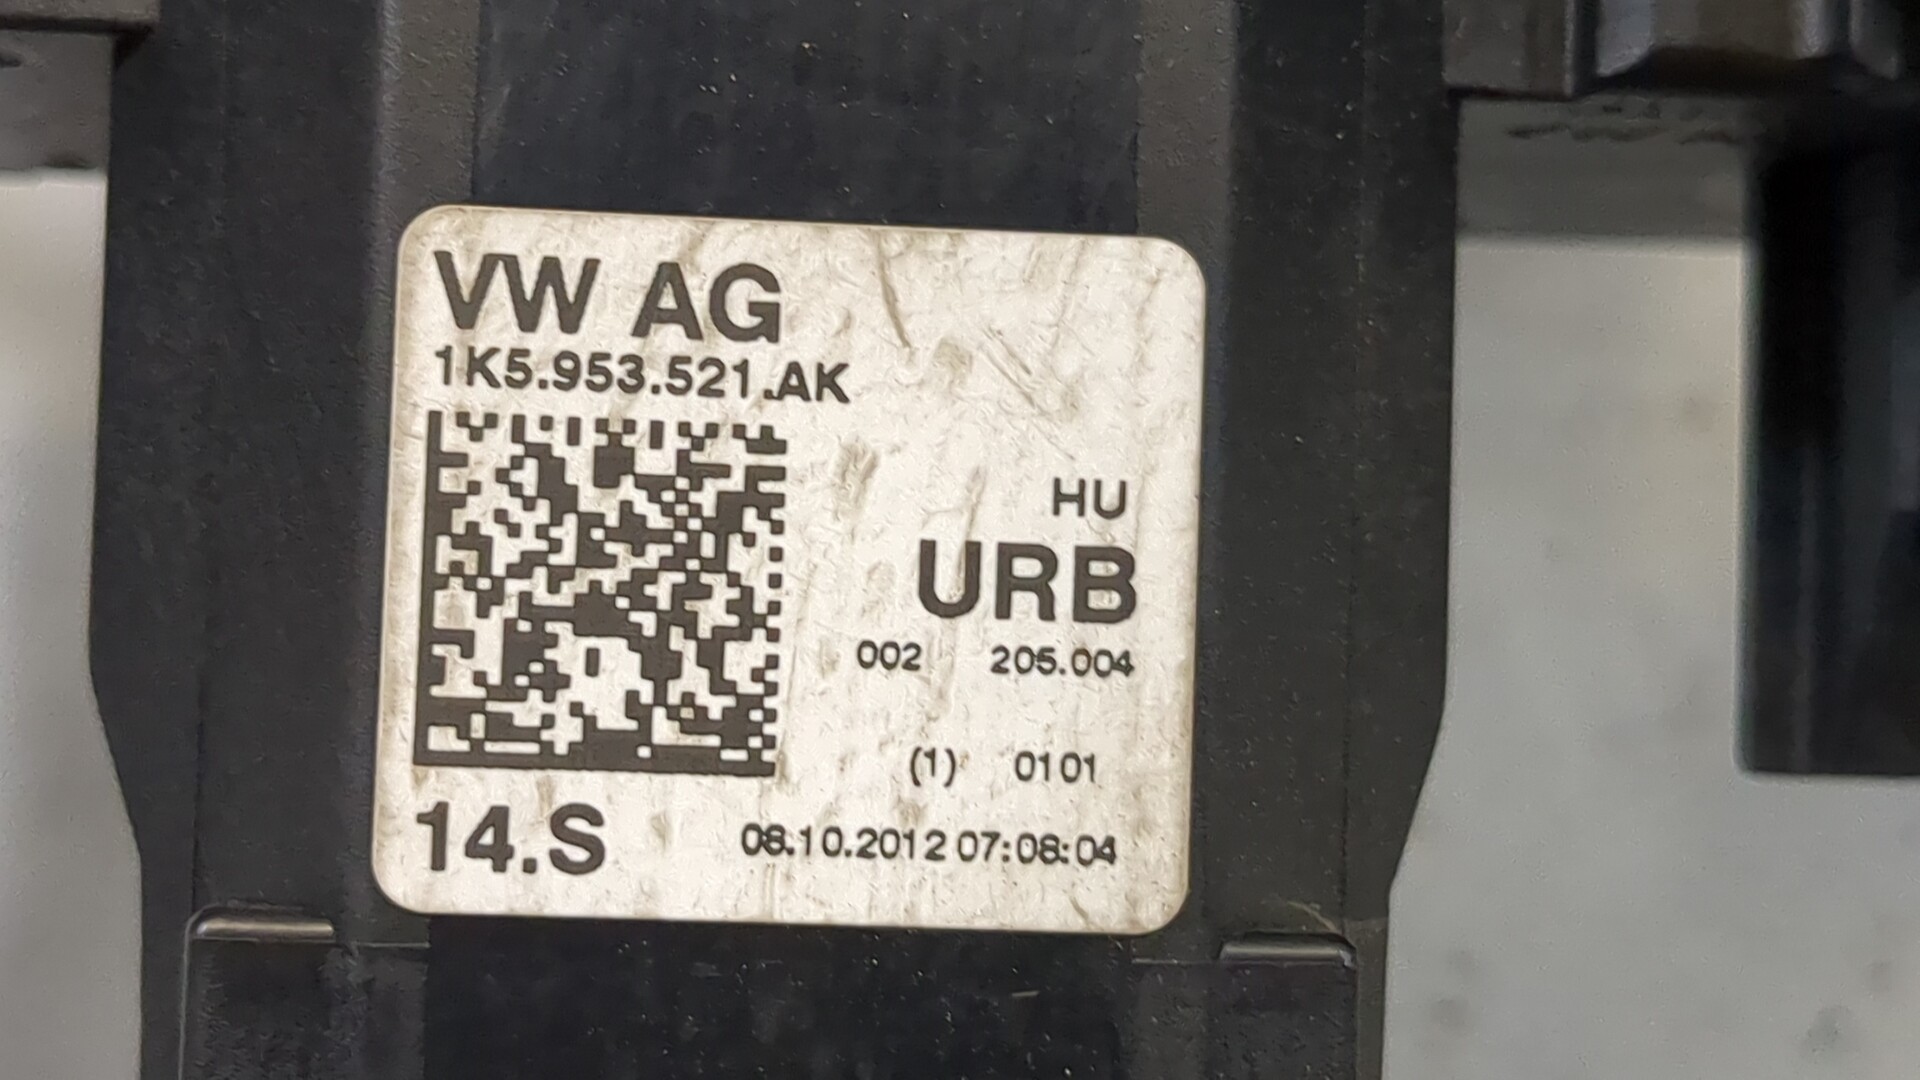 VW AG
1K5.953.521.AK
HU
URB
002 205.004
(1) 0101
14.S 08.10.2012 07:08:04